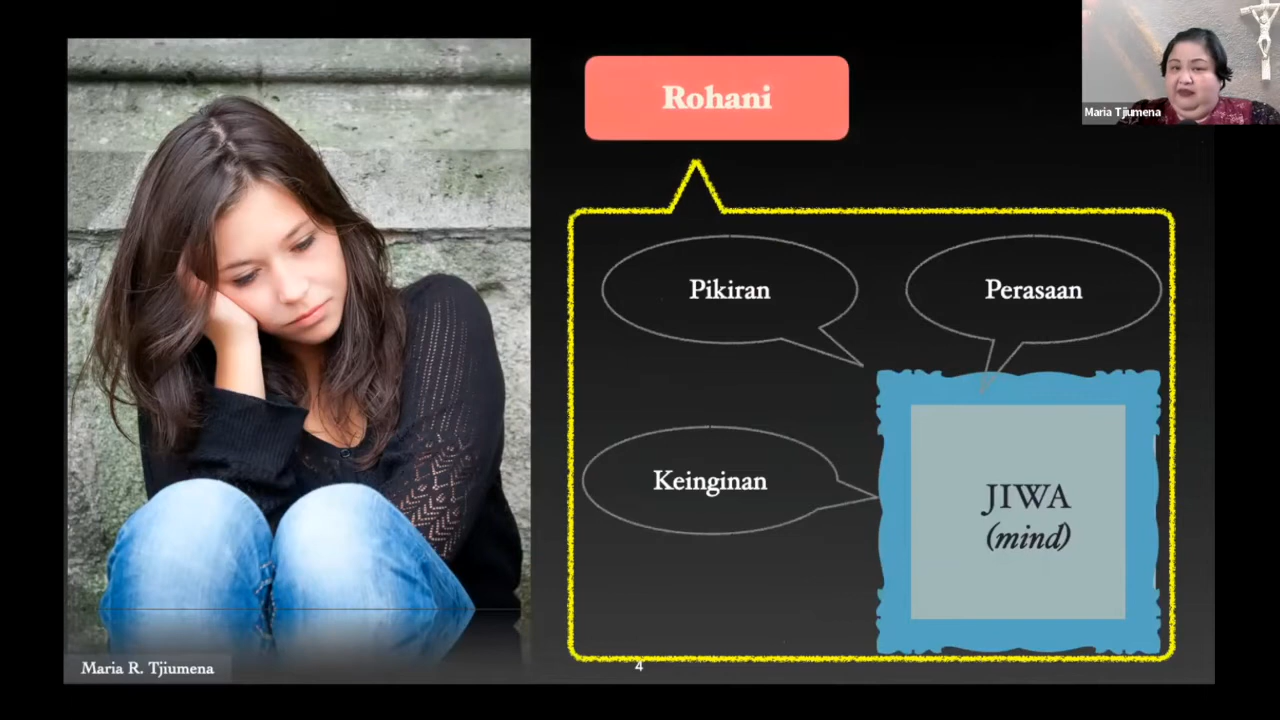 Rohani
Maria Tjiumena
Pikiran
Perasaan
Keinginan
JIWA
(mind)
Maria R. Tjiumena
4